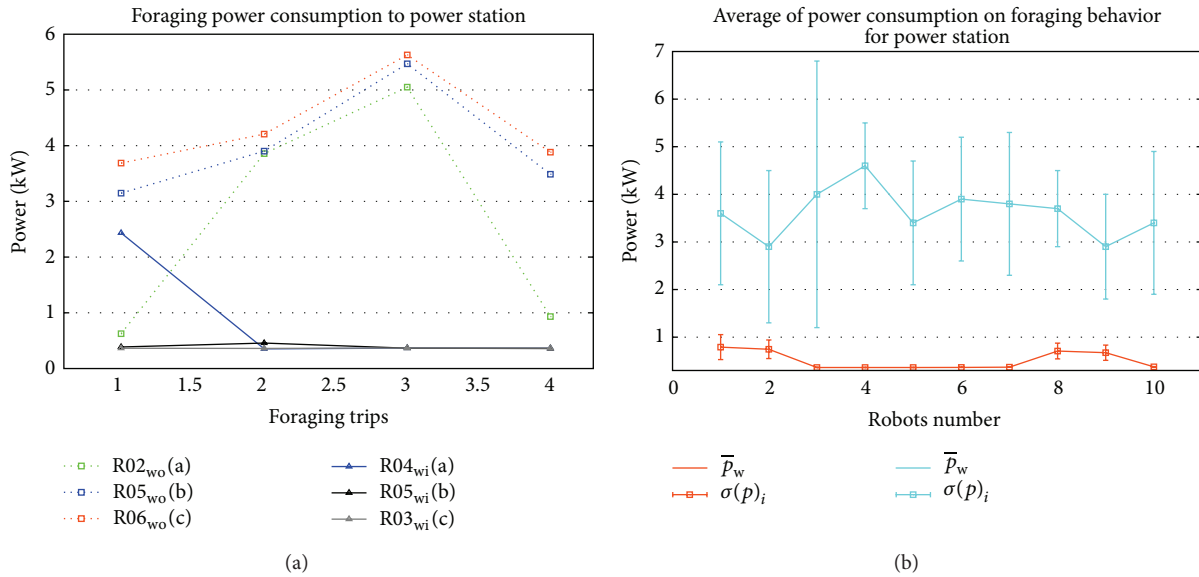 Foraging power consumption to power station
6
5
4
3
2
1
0
Power (kW)
1
1.5
2
2.5
3
3.5
4
Foraging trips
R02wo(a)
R05wo(b)
R06wo(c)
R04wi(a)
R05wi(b)
R03wi(c)
(a)
Average of power consumption on foraging behavior
for power station
7
6
5
4
3
2
1
Power (kW)
0
2
4
6
8
10
Robots number
p̅w
σ(p)i
p̅w
σ(p)i
(b)